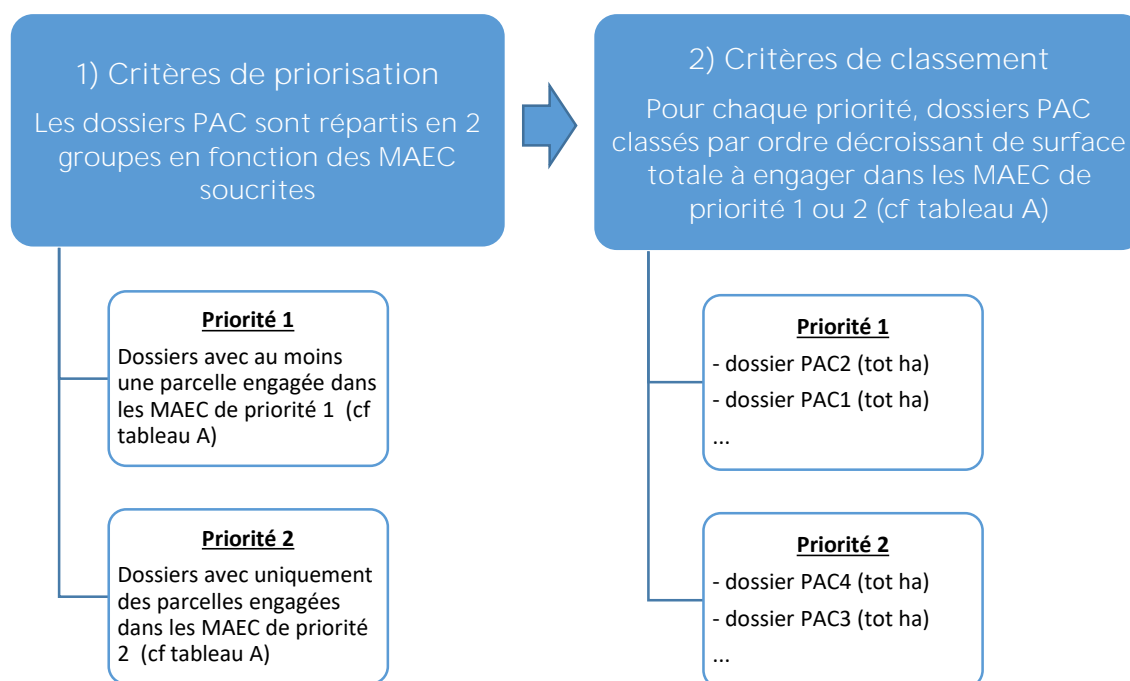 1) Critères de priorisation
Les dossiers PAC sont répartis en 2
groupes en fonction des MAEC
soucrites
Priorité 1
Dossiers avec au moins
une parcelle engagée dans
les MAEC de priorité 1 (cf
tableau A)
Priorité 2
Dossiers avec uniquement
des parcelles engagées
dans les MAEC de priorité
2 (cf tableau A)
2) Critères de classement
Pour chaque priorité, dossiers PAC
classés par ordre décroissant de surface
totale à engager dans les MAEC de
priorité 1 ou 2 (cf tableau A)
Priorité 1
- dossier PAC2 (tot ha)
- dossier PAC1 (tot ha)
...
Priorité 2
- dossier PAC4 (tot ha)
- dossier PAC3 (tot ha)
...